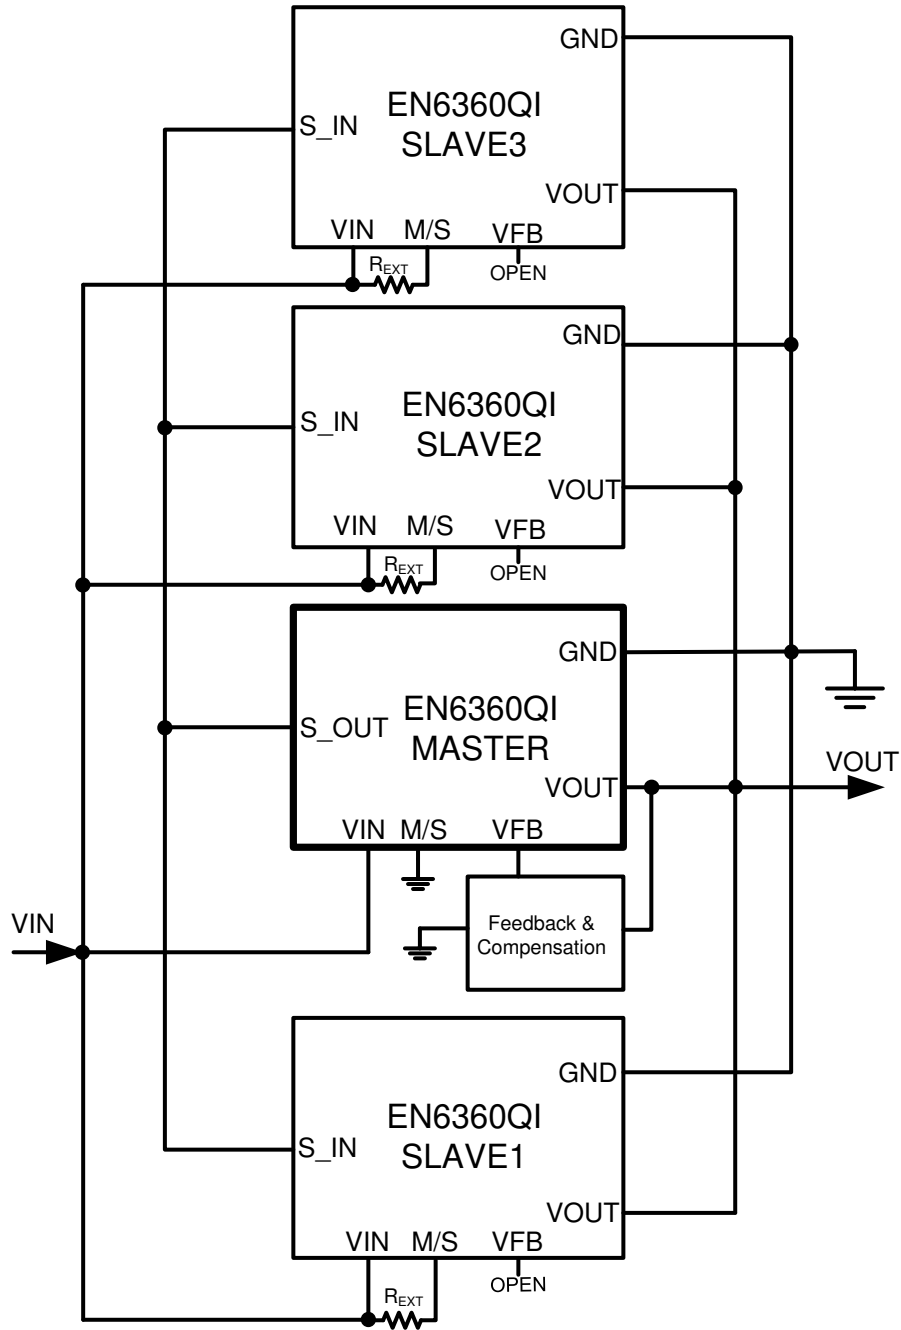 GND
EN6360QI
SLAVE3
S_IN
VOUT
VIN
M/S
VFB
REXT
OPEN
GND
EN6360QI
SLAVE2
S_IN
VOUT
VIN
M/S
VFB
REXT
OPEN
GND
EN6360QI
MASTER
S_OUT
VOUT
VOUT
VIN
M/S
VFB
VIN
Feedback &
Compensation
GND
EN6360QI
SLAVE1
S_IN
VOUT
VIN
M/S
VFB
REXT
OPEN